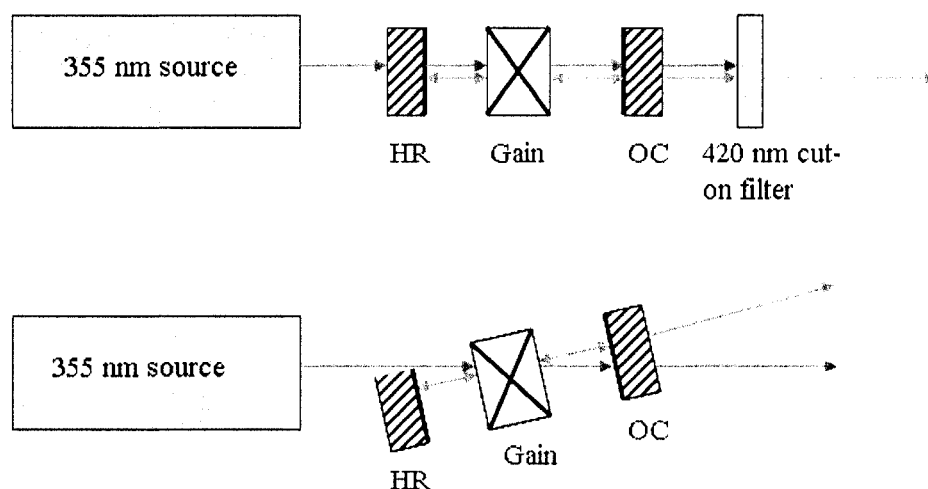 355 nm source
HR
Gain
OC
420 nm cut-
on filter
355 nm source
HR
Gain
OC